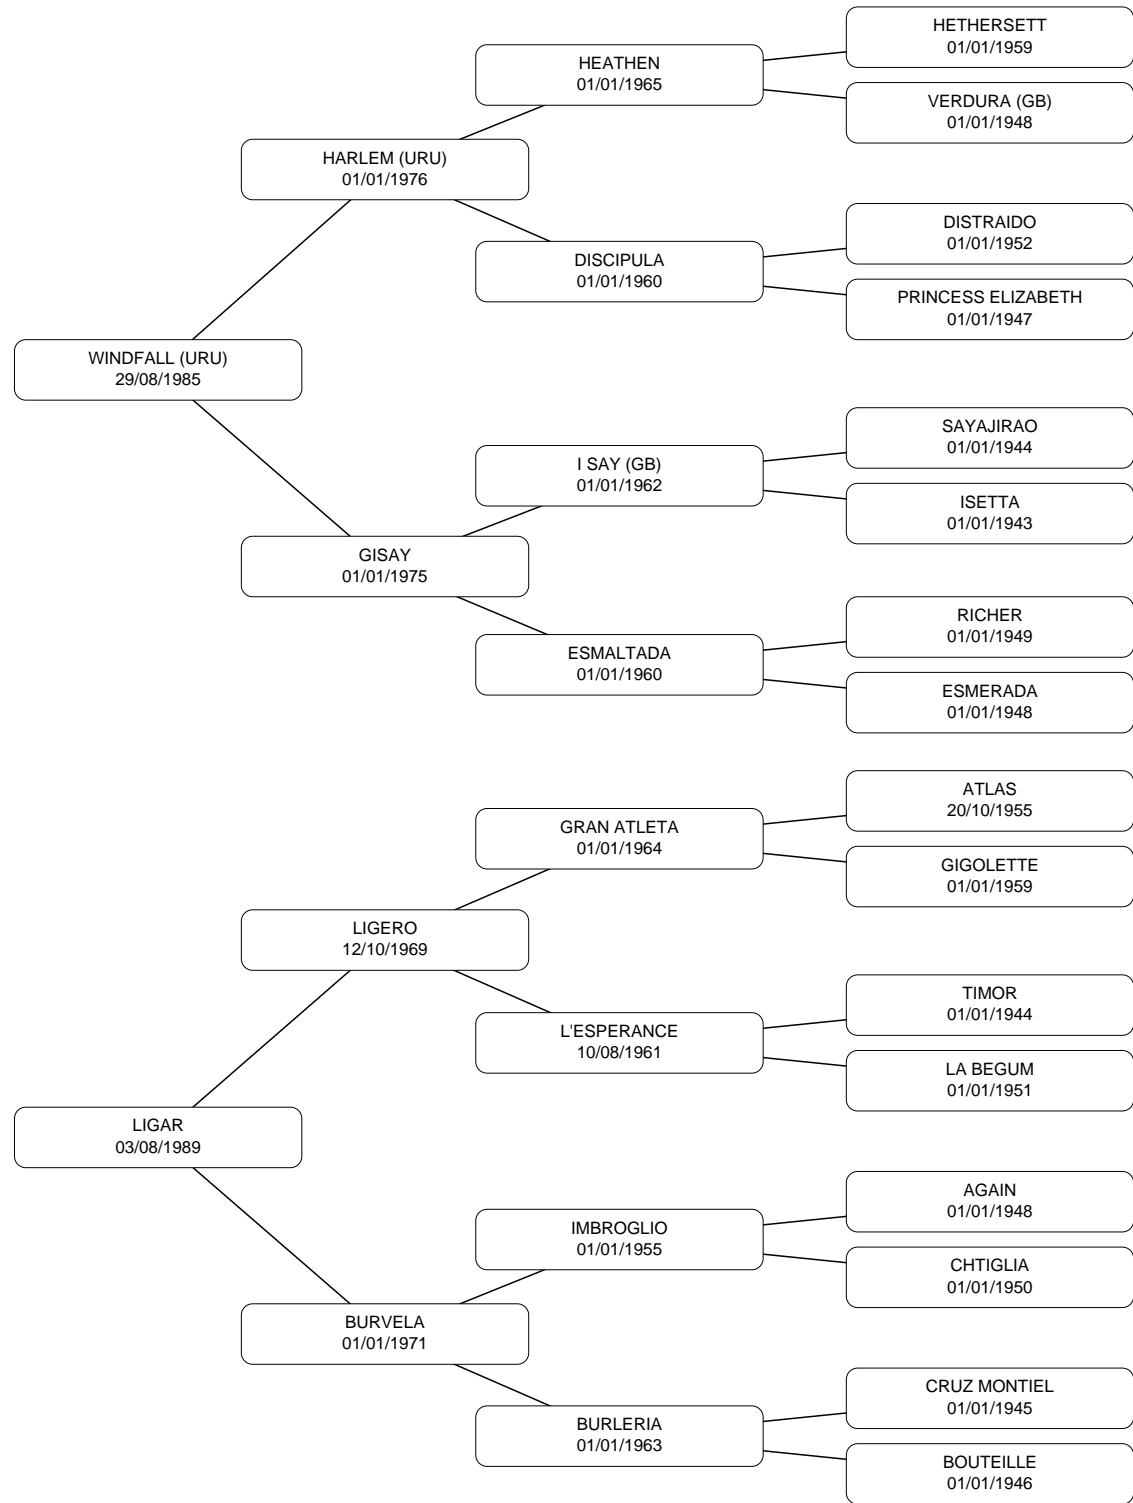 HETHERSETT
01/01/1959
HEATHEN
01/01/1965
VERDURA (GB)
01/01/1948
HARLEM (URU)
01/01/1976
DISTRAIDO
01/01/1952
DISCIPULA
01/01/1960
PRINCESS ELIZABETH
01/01/1947
WINDFALL (URU)
29/08/1985
SAYAJIRAO
01/01/1944
I SAY (GB)
01/01/1962
ISETTA
01/01/1943
GISAY
01/01/1975
RICHER
01/01/1949
ESMALTADA
01/01/1960
ESMERADA
01/01/1948
ATLAS
20/10/1955
GRAN ATLETA
01/01/1964
GIGOLETTE
01/01/1959
LIGERO
12/10/1969
TIMOR
01/01/1944
L'ESPERANCE
10/08/1961
LA BEGUM
01/01/1951
LIGAR
03/08/1989
AGAIN
01/01/1948
IMBROGLIO
01/01/1955
CHTIGLIA
01/01/1950
BURVELA
01/01/1971
CRUZ MONTIEL
01/01/1945
BURLERIA
01/01/1963
BOUTEILLE
01/01/1946